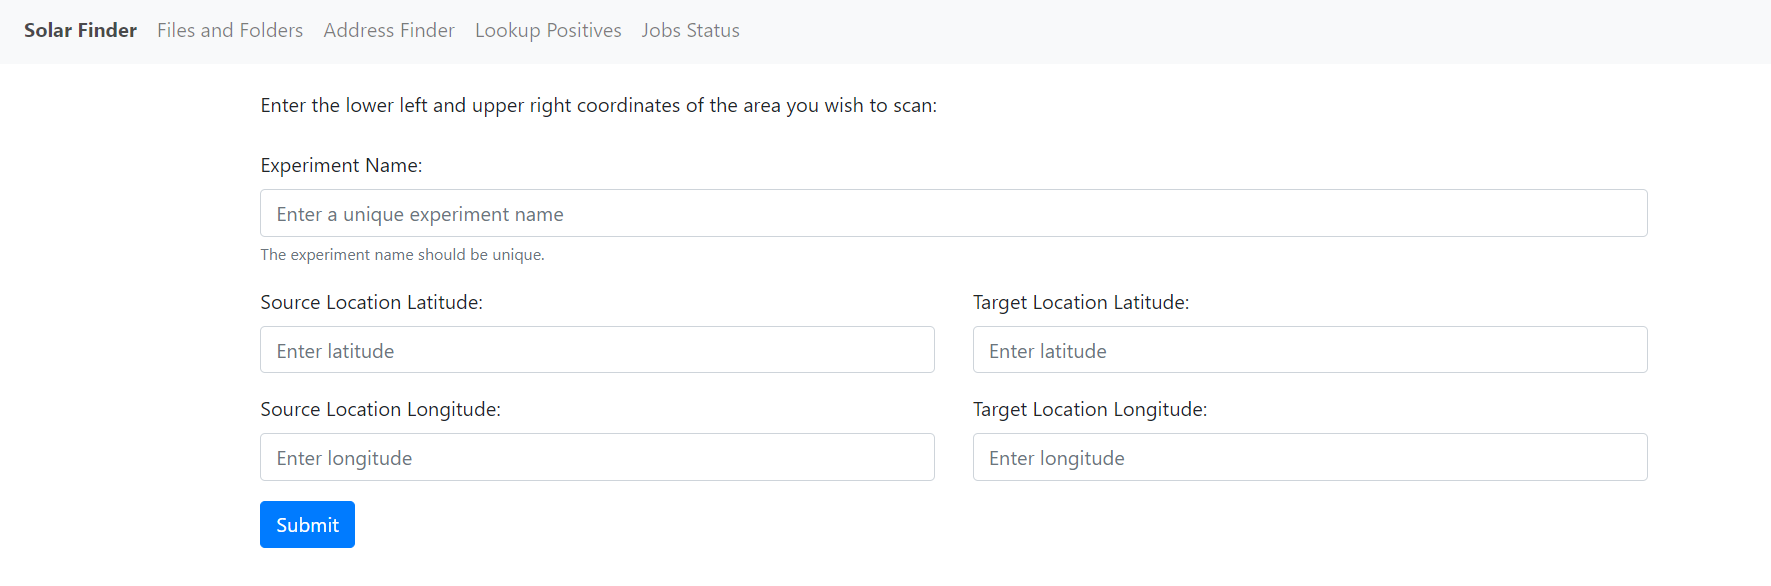 Solar Finder Files and Folders Address Finder Lookup Positives Jobs Status
Enter the lower left and upper right coordinates of the area you wish to scan:
Experiment Name:
Enter a unique experiment name
The experiment name should be unique.
Source Location Latitude: Target Location Latitude:
Enter latitude Enter latitude
Source Location Longitude: Target Location Longitude:
Enter longitude Enter longitude
Submit